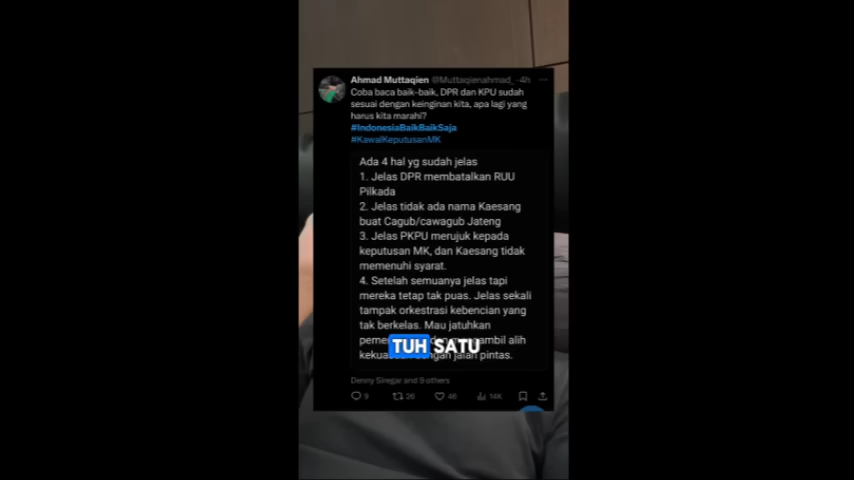 Ahmad Muttaqien @Muttaqienahmad_ · 4h
Coba baca baik-baik, DPR dan KPU sudah
sesuai dengan keinginan kita, apa lagi yang
harus kita marahi?
#IndonesiaBaikBaikSaja
#KawalKeputusanMK
Ada 4 hal yg sudah jelas
1. Jelas DPR membatalkan RUU
Pilkada
2. Jelas tidak ada nama Kaesang
buat Cagub/cawagub Jateng
3. Jelas PKPU merujuk kepada
keputusan MK, dan Kaesang tidak
memenuhi syarat.
4. Setelah semuanya jelas tapi
mereka tetap tak puas. Jelas sekali
tampak orkestrasi kebencian yang
tak berkelas. Mau jatuhkan
ambil alih
jalan pintas.
TUH SATU
Denny Siregar and 9 others
9 26 46 14K